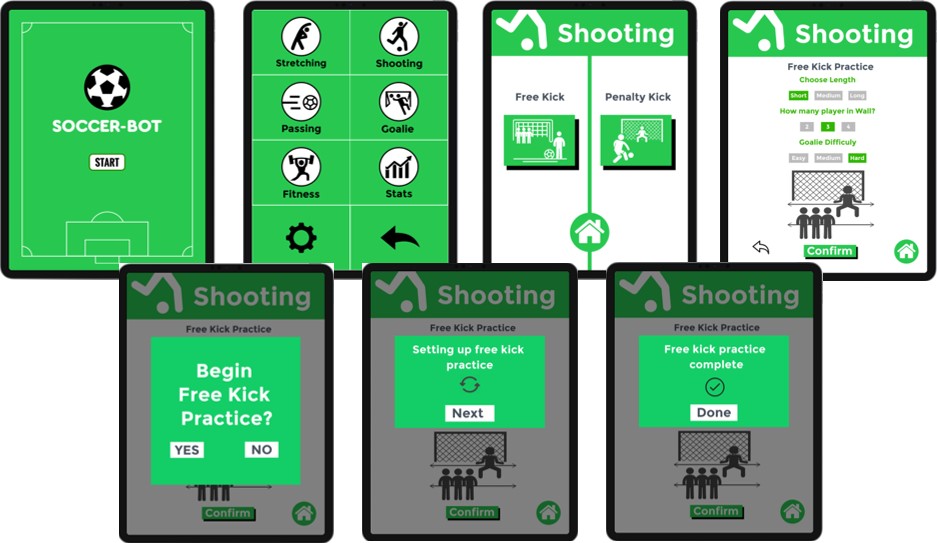 SOCCER-BOT
START
Stretching
Shooting
Passing
Goalie
Fitness
Stats
Shooting
Free Kick
Penalty Kick
Shooting
Free Kick Practice
Choose Length
Short Medium Long
How many player in Wall?
2 3 4
Goalie Difficuly
Easy Medium Hard
Confirm
Shooting
Free Kick Practice
Begin
Free Kick
Practice?
YES NO
Confirm
Shooting
Free Kick Practice
Setting up free kick
practice
Next
Confirm
Shooting
Free Kick Practice
Free kick practice
complete
Done
Confirm